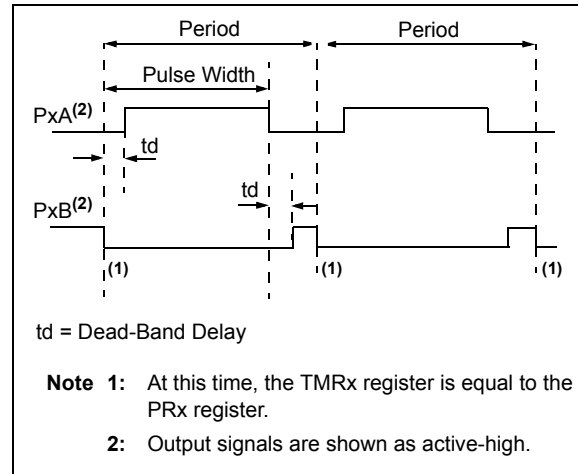 Period Period
Pulse Width
PxA(2)
td
td
PxB(2)
(1) (1) (1)
td = Dead-Band Delay
Note 1: At this time, the TMRx register is equal to the
PRx register.
2: Output signals are shown as active-high.